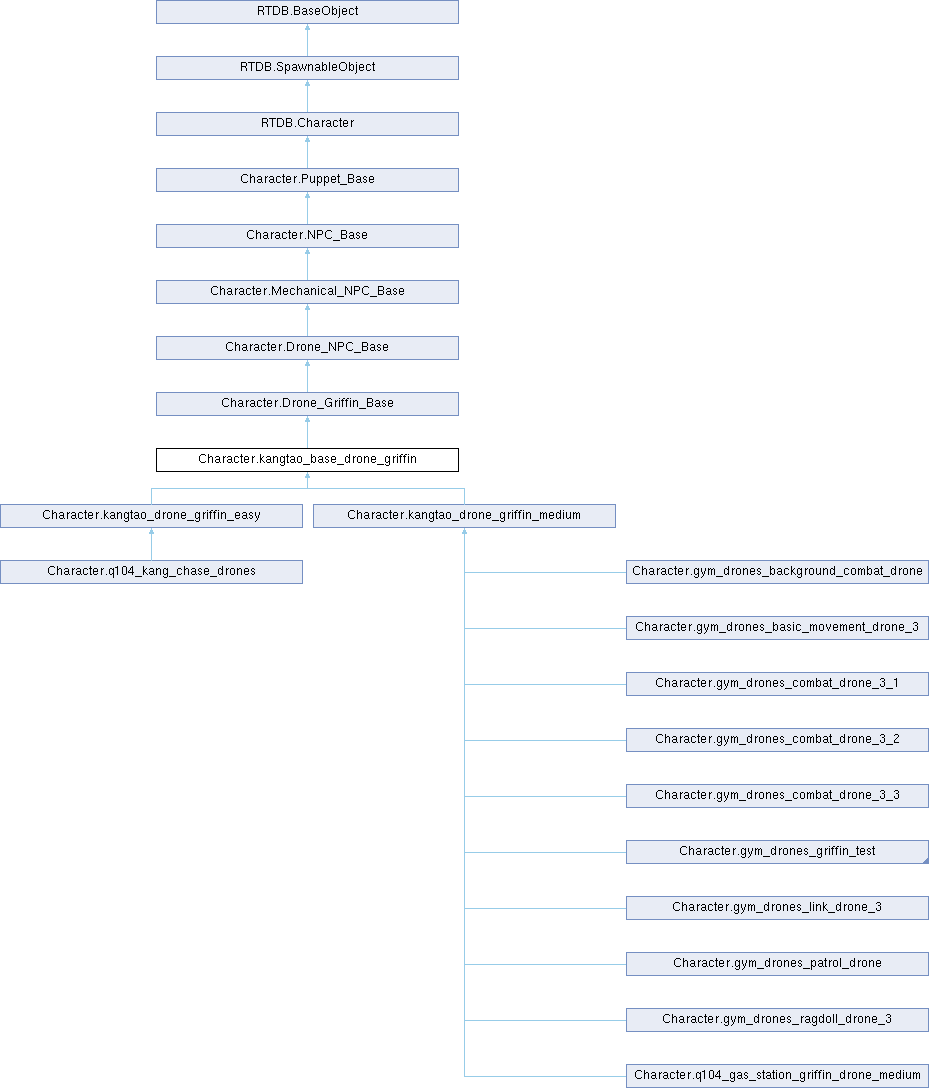 RTDB.BaseObject
RTDB.SpawnableObject
RTDB.Character
Character.Puppet_Base
Character.NPC_Base
Character.Mechanical_NPC_Base
Character.Drone_NPC_Base
Character.Drone_Griffin_Base
Character.kangtao_base_drone_griffin
Character.kangtao_drone_griffin_easy
Character.kangtao_drone_griffin_medium
Character.q104_kang_chase_drones
Character.gym_drones_background_combat_drone
Character.gym_drones_basic_movement_drone_3
Character.gym_drones_combat_drone_3_1
Character.gym_drones_combat_drone_3_2
Character.gym_drones_combat_drone_3_3
Character.gym_drones_griffin_test
Character.gym_drones_link_drone_3
Character.gym_drones_patrol_drone
Character.gym_drones_ragdoll_drone_3
Character.q104_gas_station_griffin_drone_medium